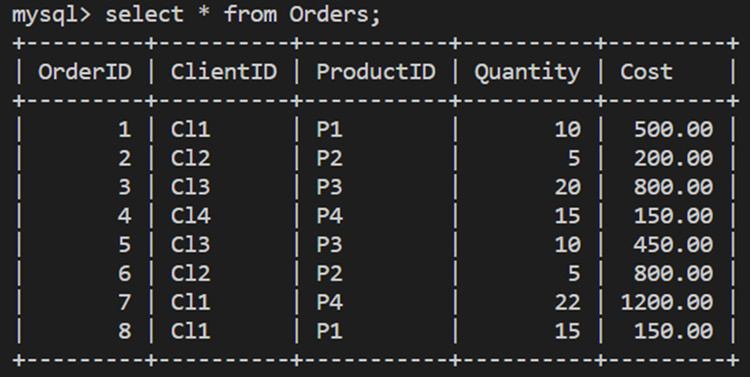 mysql> select * from Orders;
+---------+----------+-----------+----------+---------+
| OrderID | ClientID | ProductID | Quantity | Cost    |
+---------+----------+-----------+----------+---------+
|       1 | Cl1      | P1        |       10 |  500.00 |
|       2 | Cl2      | P2        |        5 |  200.00 |
|       3 | Cl3      | P3        |       20 |  800.00 |
|       4 | Cl4      | P4        |       15 |  150.00 |
|       5 | Cl3      | P3        |       10 |  450.00 |
|       6 | Cl2      | P2        |        5 |  800.00 |
|       7 | Cl1      | P4        |       22 | 1200.00 |
|       8 | Cl1      | P1        |       15 |  150.00 |
+---------+----------+-----------+----------+---------+